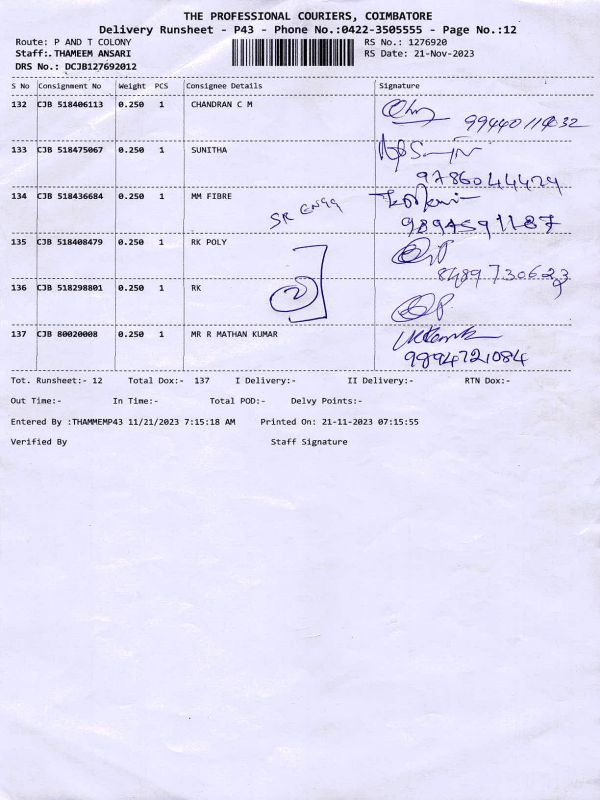 THE PROFESSIONAL COURIERS, COIMBATORE
Delivery Runsheet - P43 - Phone No.:0422-3505555 - Page No.:12
Route: P AND T COLONY RS No.: 1276920
Staff:. THAMEEM ANSARI RS Date: 21-Nov-2023
DRS No.: DCJB127692012
S No Consignment No Weight PCS Consignee Details Signature
132 CJB 518406113 0.250 1 CHANDRAN C M
133 CJB 518475067 0.250 1 SUNITHA
9786044424
134 CJB 518436684 0.250 1 MM FIBRE
SR ENGG
9894591187
135 CJB 518408479 0.250 1 RK POLY
8489730623
136 CJB 518298801 0.250 1 RK
137 CJB 80020008 0.250 1 MR R MATHAN KUMAR
9894721084
Tot. Runsheet:- 12 Total Dox:- 137 I Delivery:- II Delivery:- RTN Dox:-
Out Time:- In Time:- Total POD:- Delvy Points:-
Entered By :THAMMEMP43 11/21/2023 7:15:18 AM Printed On: 21-11-2023 07:15:55
Verified By Staff Signature